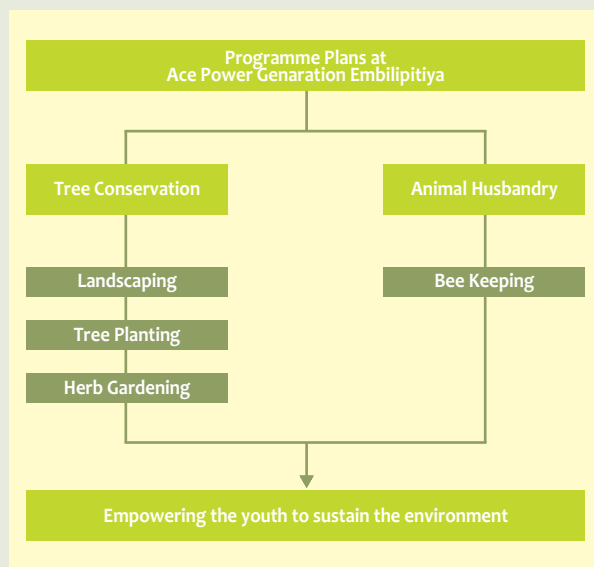 Programme Plans at
Ace Power Genaration Embilipitiya
Tree Conservation
Animal Husbandry
Landscaping
Bee Keeping
Tree Planting
Herb Gardening
Empowering the youth to sustain the environment